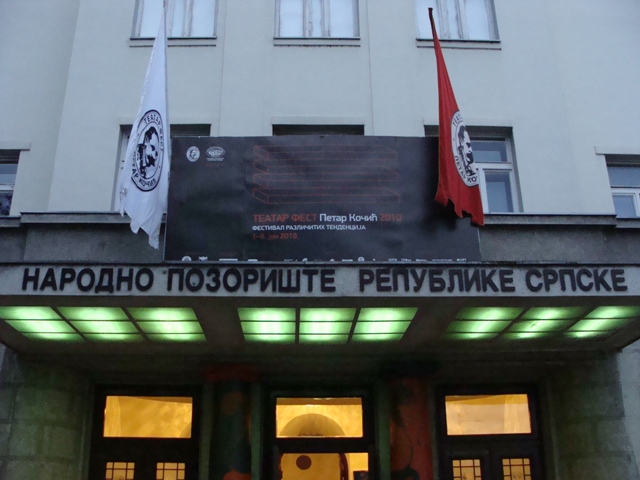 ТЕАТАР ФЕСТ Петар Кочић 2010
ФЕСТИВАЛ РАЗЛИЧИТИХ ТЕНДЕНЦИЈА
НАРОДНО ПОЗОРИШТЕ РЕПУБЛИКЕ СРПСКЕ